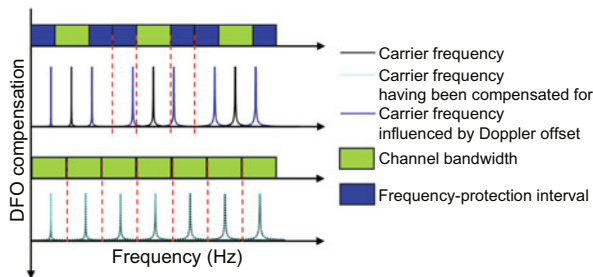 DFO compensation
Frequency (Hz)
Carrier frequency
Carrier frequency
having been compensated for
Carrier frequency
influenced by Doppler offset
Channel bandwidth
Frequency-protection interval